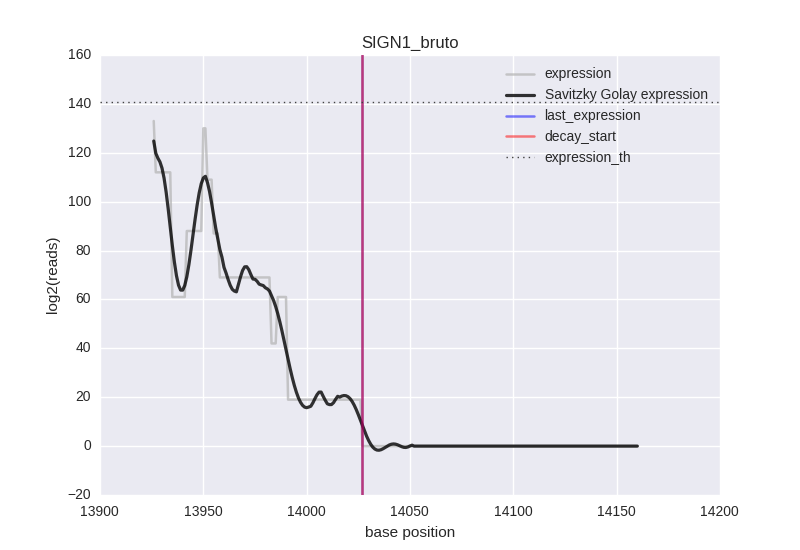 SIGN1_bruto
160
140
120
100
80
60
40
20
0
−20
log2(reads)
expression
Savitzky Golay expression
last_expression
decay_start
expression_th
13900 13950 14000 14050 14100 14150 14200
base position